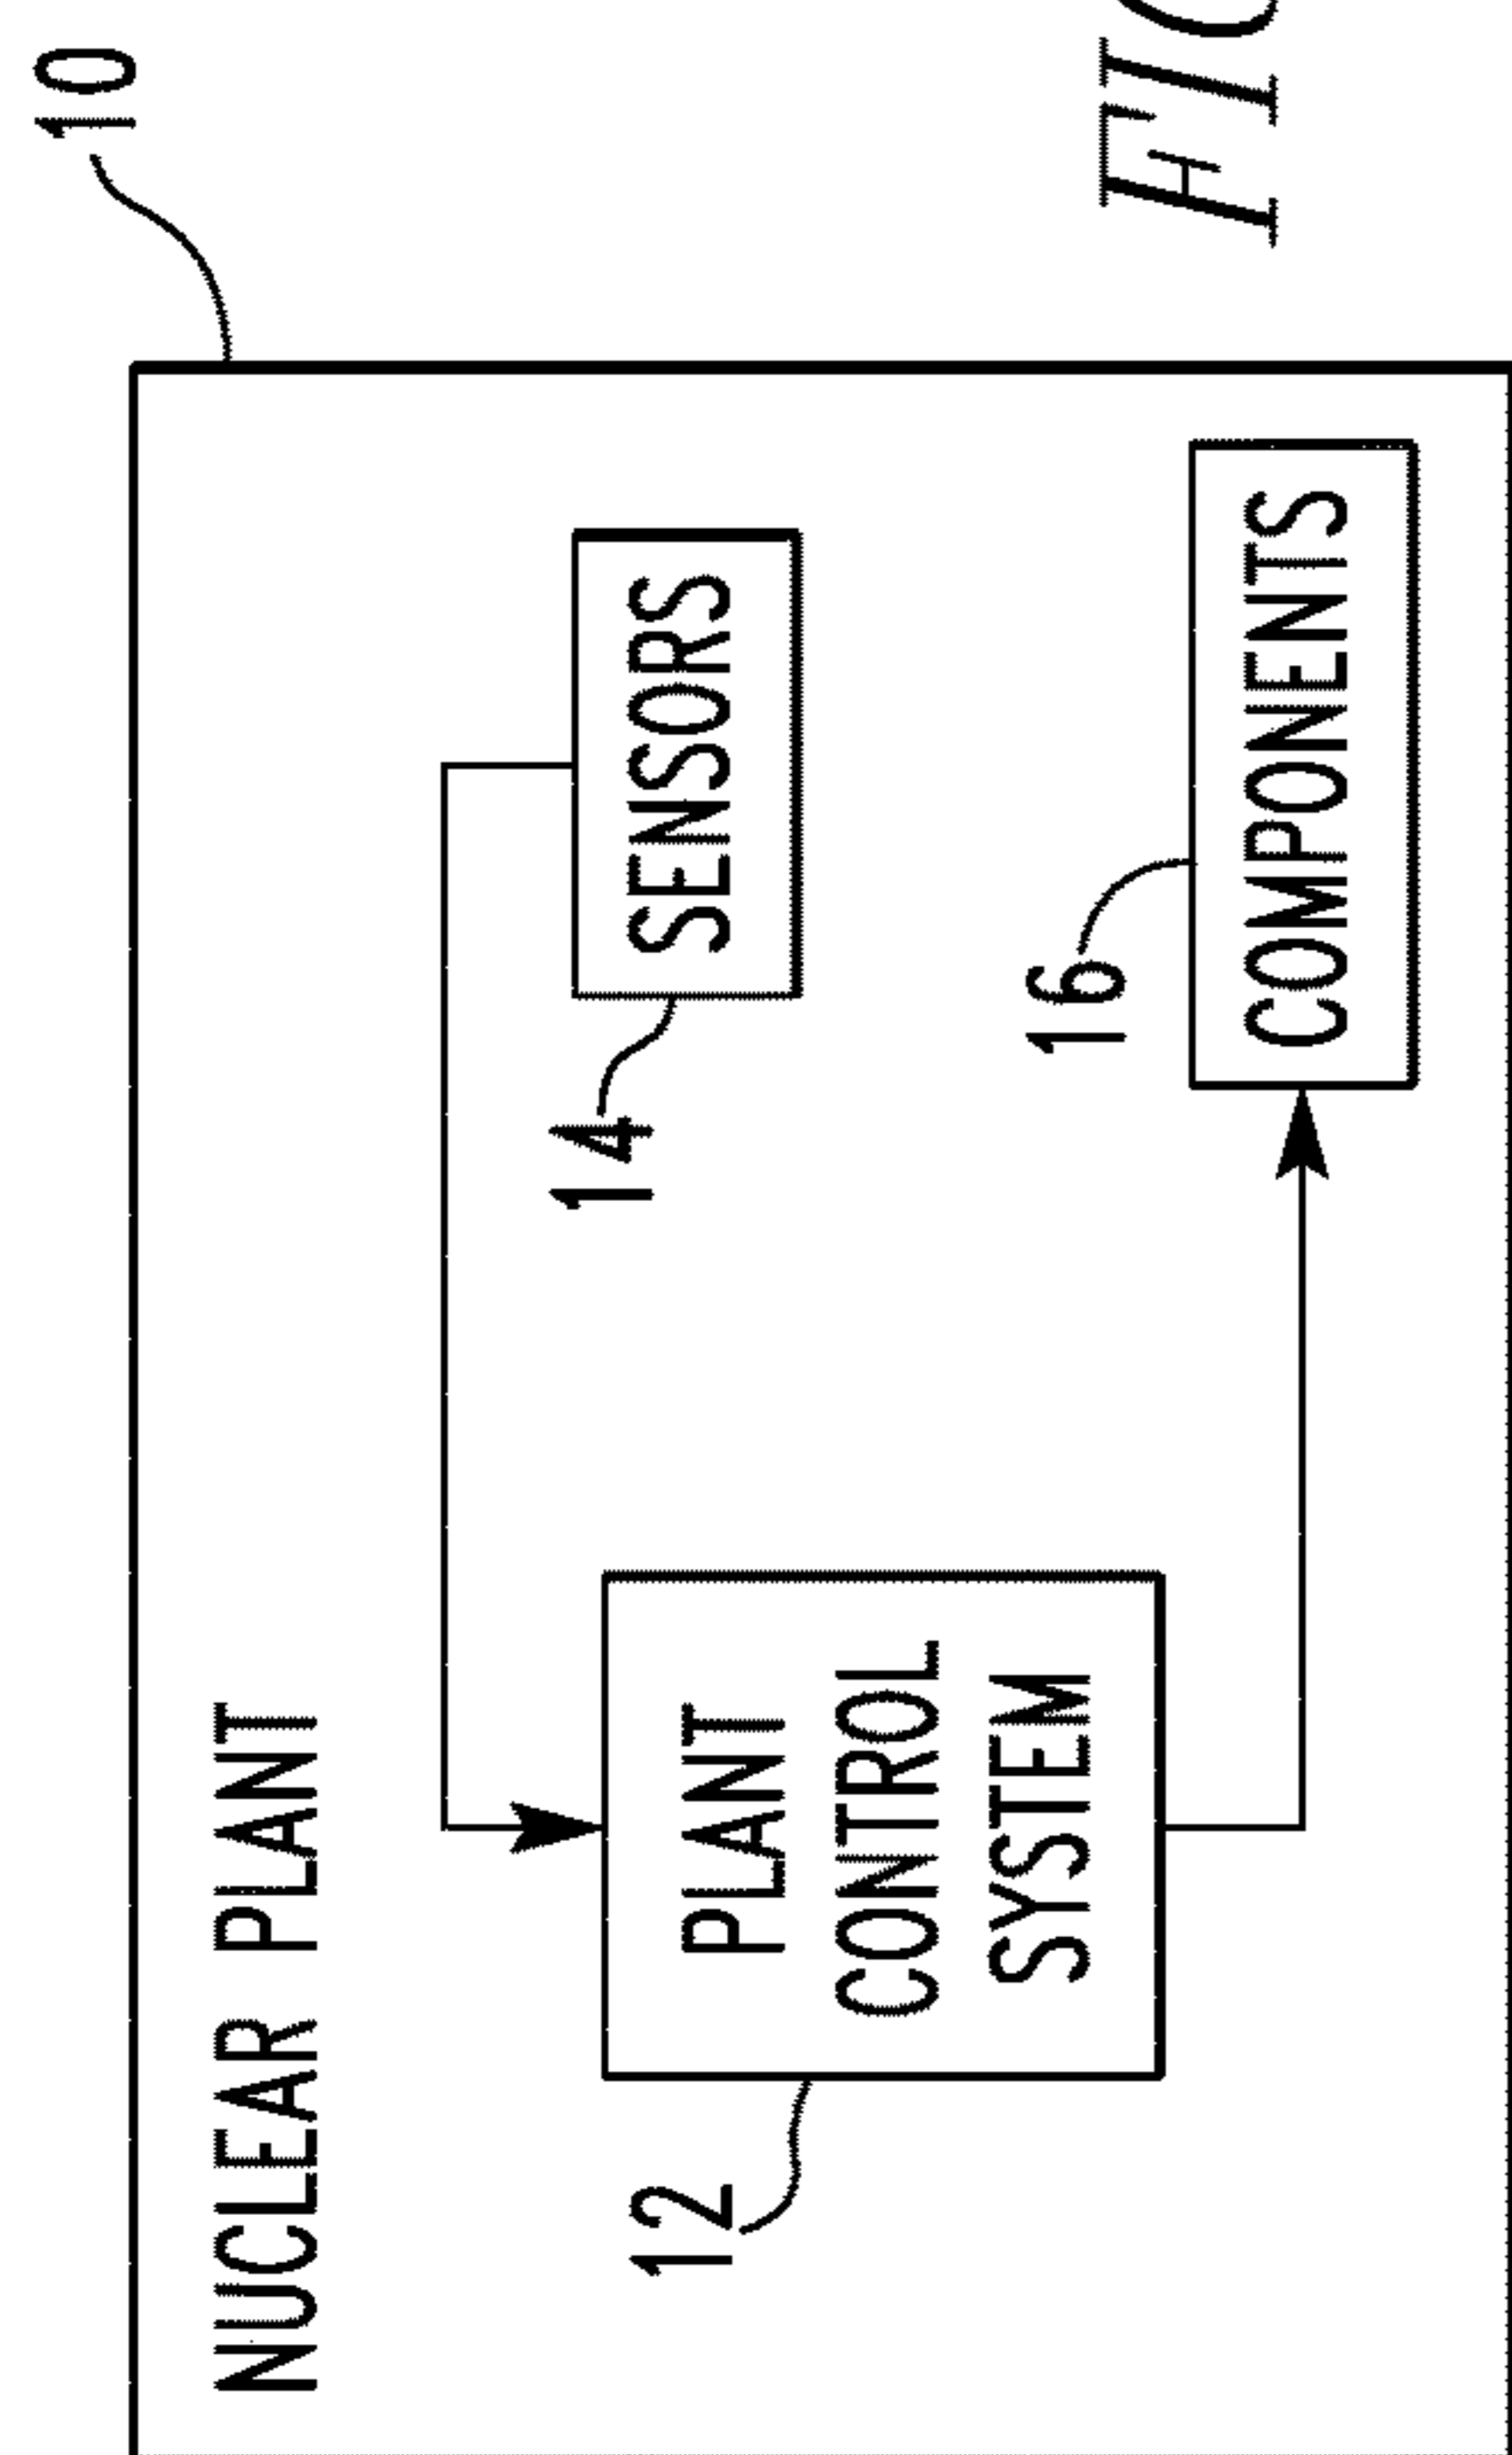 10
NUCLEAR PLANT
14
SENSORS
12
PLANT
CONTROL
SYSTEM
16
COMPONENTS